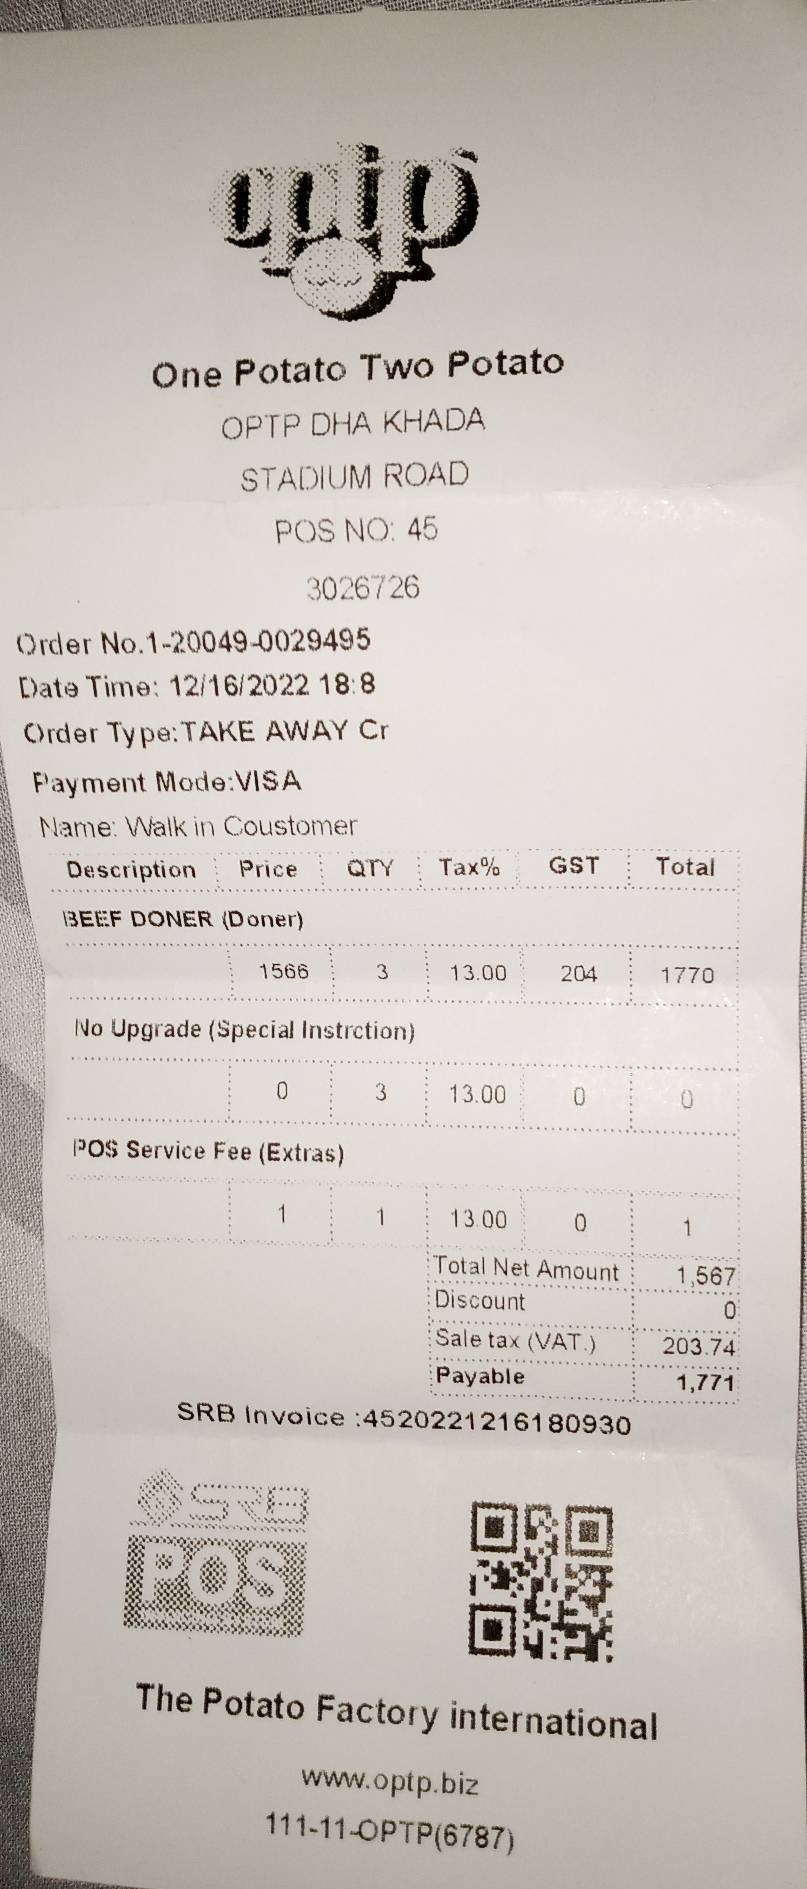 optp
One Potato Two Potato
OPTP DHA KHADA
STADIUM ROAD
POS NO: 45
3026726
Order No.1-20049-0029495
Date Time: 12/16/2022 18:8
Order Type:TAKE AWAY Cr
Payment Mode:VISA
Name: Walk in Coustomer
Description Price QTY Tax% GST Total
BEEF DONER (Doner)
1566 3 13.00 204 1770
No Upgrade (Special Instrction)
0 3 13.00 0 0
POS Service Fee (Extras)
1 1 13.00 0 1
Total Net Amount 1,567
Discount 0
Sale tax (VAT.) 203.74
Payable 1,771
SRB Invoice :4520221216180930
SRB
POS
The Potato Factory international
www.optp.biz
111-11-OPTP(6787)